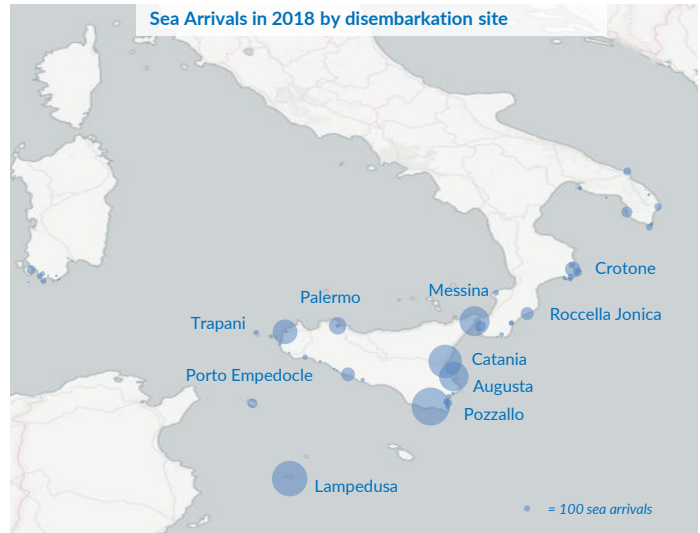 Sea Arrivals in 2018 by disembarkation site
Crotone
Messina
Palermo
Roccella Jonica
Trapani
Catania
Porto Empedocle
Augusta
Pozzallo
Lampedusa
= 100 sea arrivals